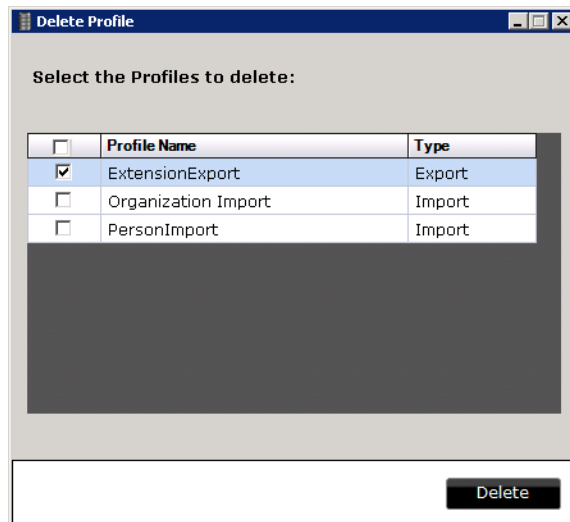 Delete Profile
Select the Profiles to delete:
Profile Name Type
ExtensionExport Export
Organization Import Import
PersonImport Import
Delete